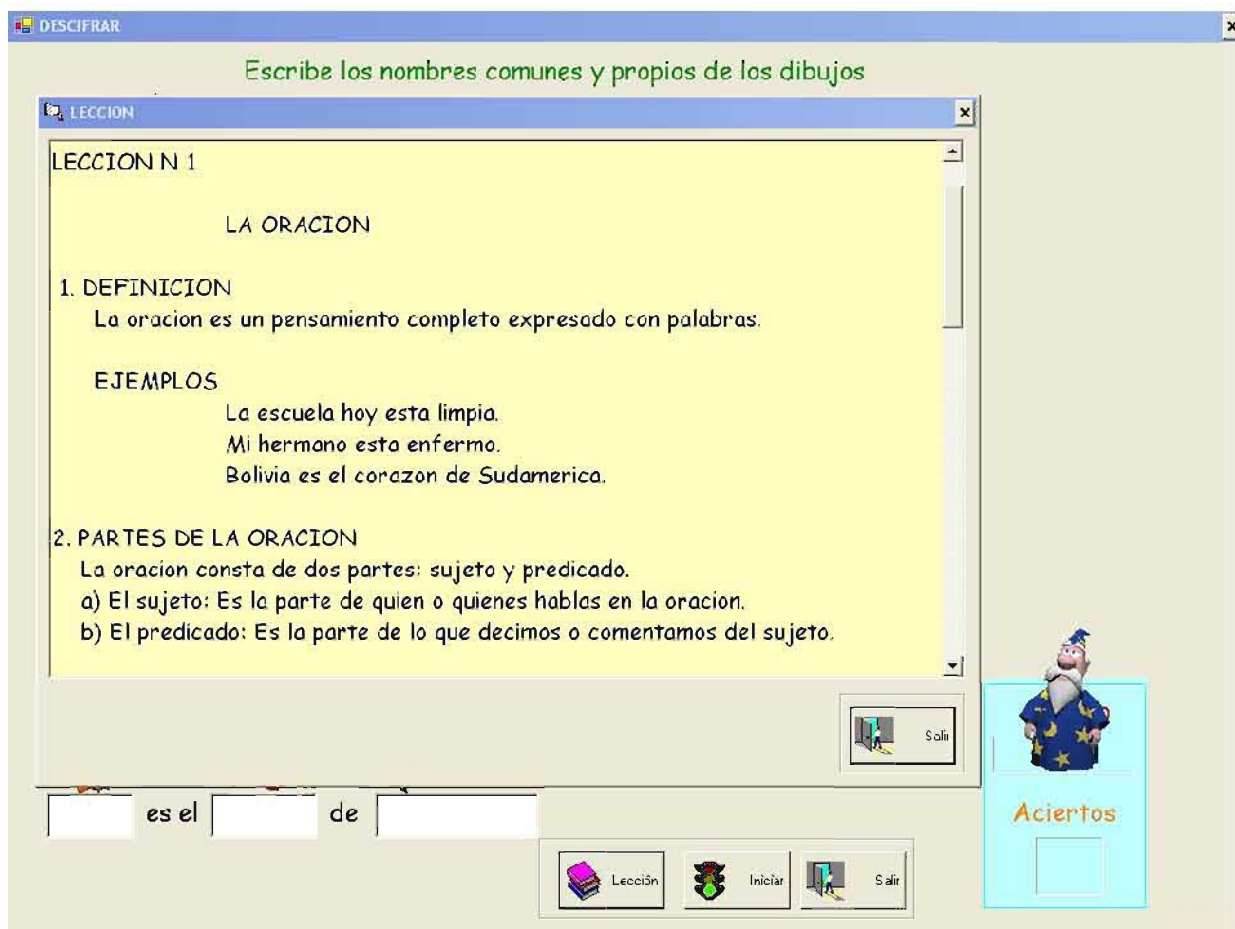 DESCIFRAR
Escribe los nombres comunes y propios de los dibujos
LECCION
LECCION N 1
LA ORACION
1. DEFINICION
La oracion es un pensamiento completo expresado con palabras.
EJEMPLOS
La escuela hoy esta limpia.
Mi hermano esta enfermo.
Bolivia es el corazon de Sudamerica.
2. PARTES DE LA ORACION
La oracion consta de dos partes: sujeto y predicado.
a) El sujeto: Es la parte de quien o quienes hablas en la oracion.
b) El predicado: Es la parte de lo que decimos o comentamos del sujeto.
Salir
es el de
Aciertos
Lección Iniciar Salir